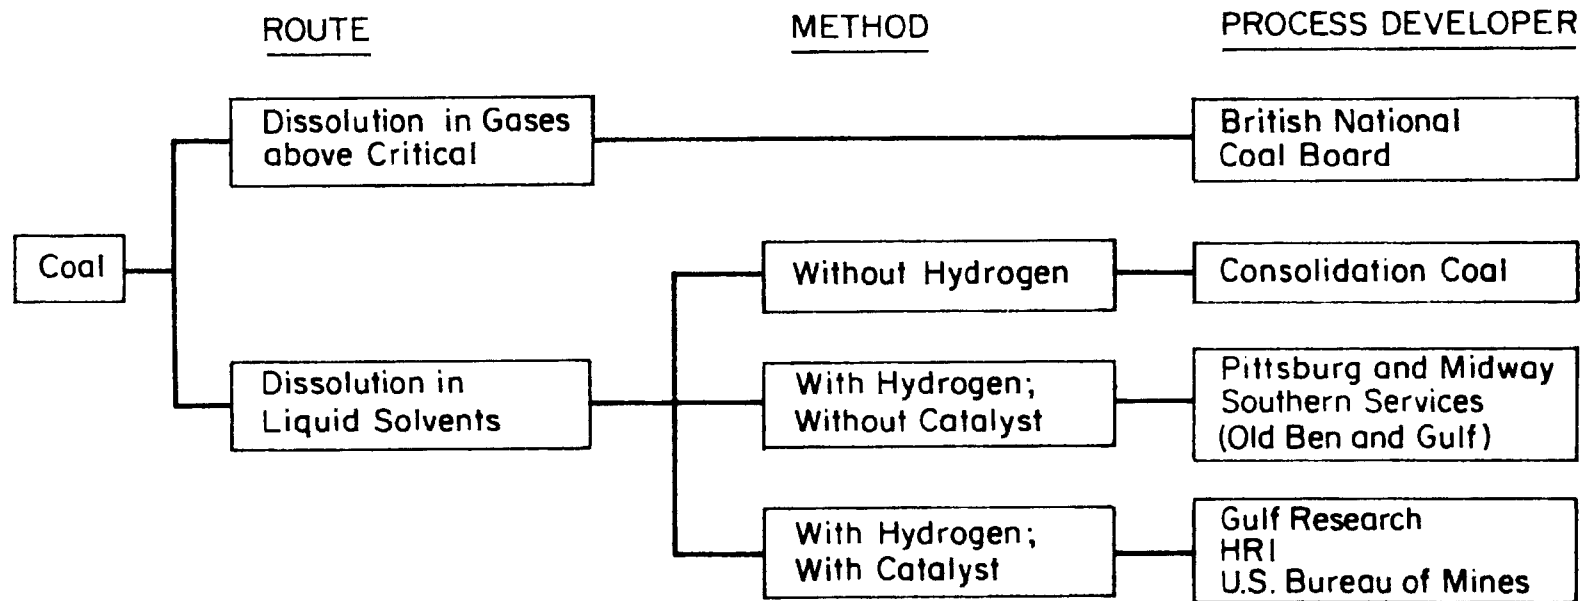 ROUTE
METHOD
PROCESS DEVELOPER
Dissolution in Gases
above Critical
British National
Coal Board
Coal
Without Hydrogen
Consolidation Coal
Dissolution in
Liquid Solvents
With Hydrogen;
Without Catalyst
Pittsburg and Midway
Southern Services
(Old Ben and Gulf)
With Hydrogen;
With Catalyst
Gulf Research
HRI
U.S. Bureau of Mines